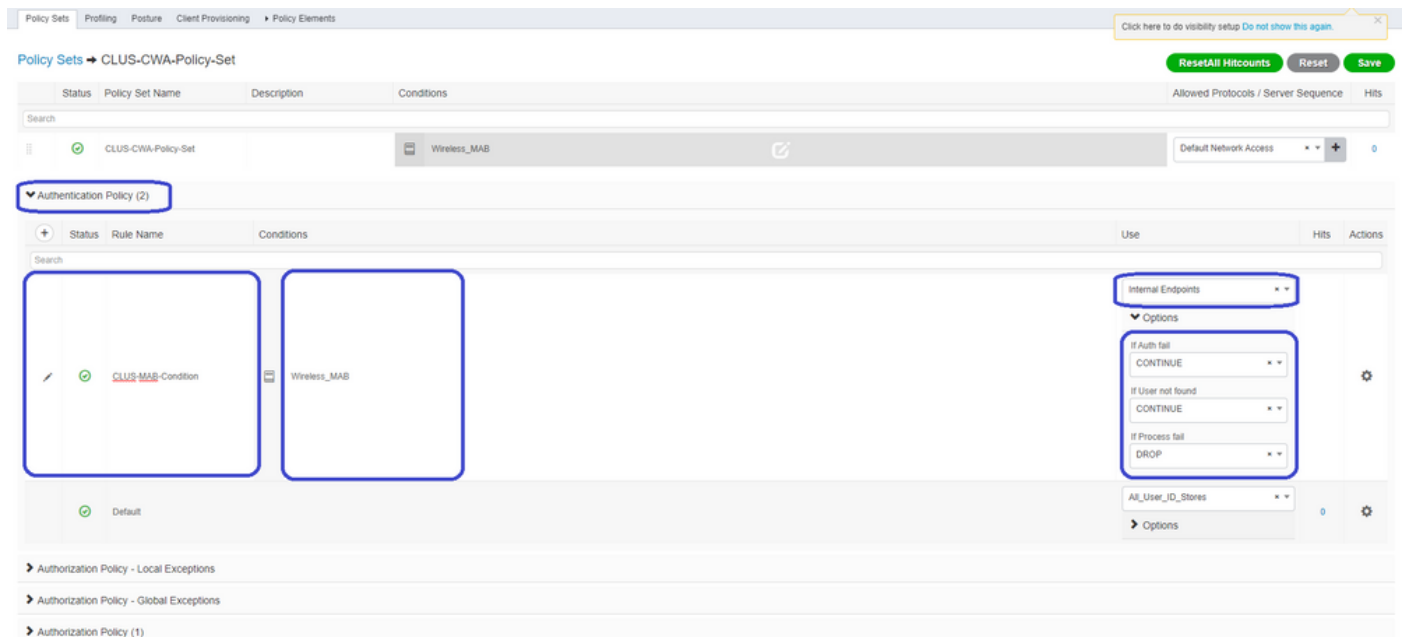 Policy Sets Profiling Posture Client Provisioning Policy Elements
Click here to do visibility setup Do not show this again.
Policy Sets → CLUS-CWA-Policy-Set
ResetAll Hitcounts Reset Save
Status Policy Set Name Description Conditions Allowed Protocols / Server Sequence Hits
Search
CLUS-CWA-Policy-Set Wireless_MAB Default Network Access 0
Authentication Policy (2)
Status Rule Name Conditions Use Hits Actions
Search
Internal Endpoints
Options
If Auth fail
CONTINUE
CLUS-MAB-Condition Wireless_MAB
If User not found
CONTINUE
If Process fail
DROP
All_User_ID_Stores
Default 0
Options
Authorization Policy - Local Exceptions
Authorization Policy - Global Exceptions
Authorization Policy (1)